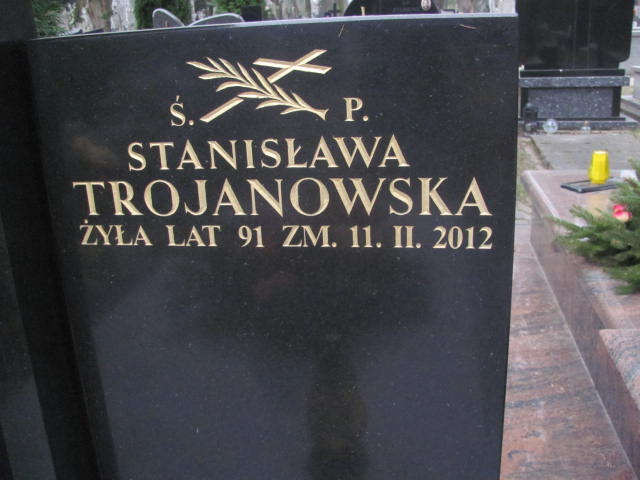 Ś. P.
STANISŁAWA
TROJANOWSKA
ŻYŁA LAT 91 ZM. 11. II. 2012